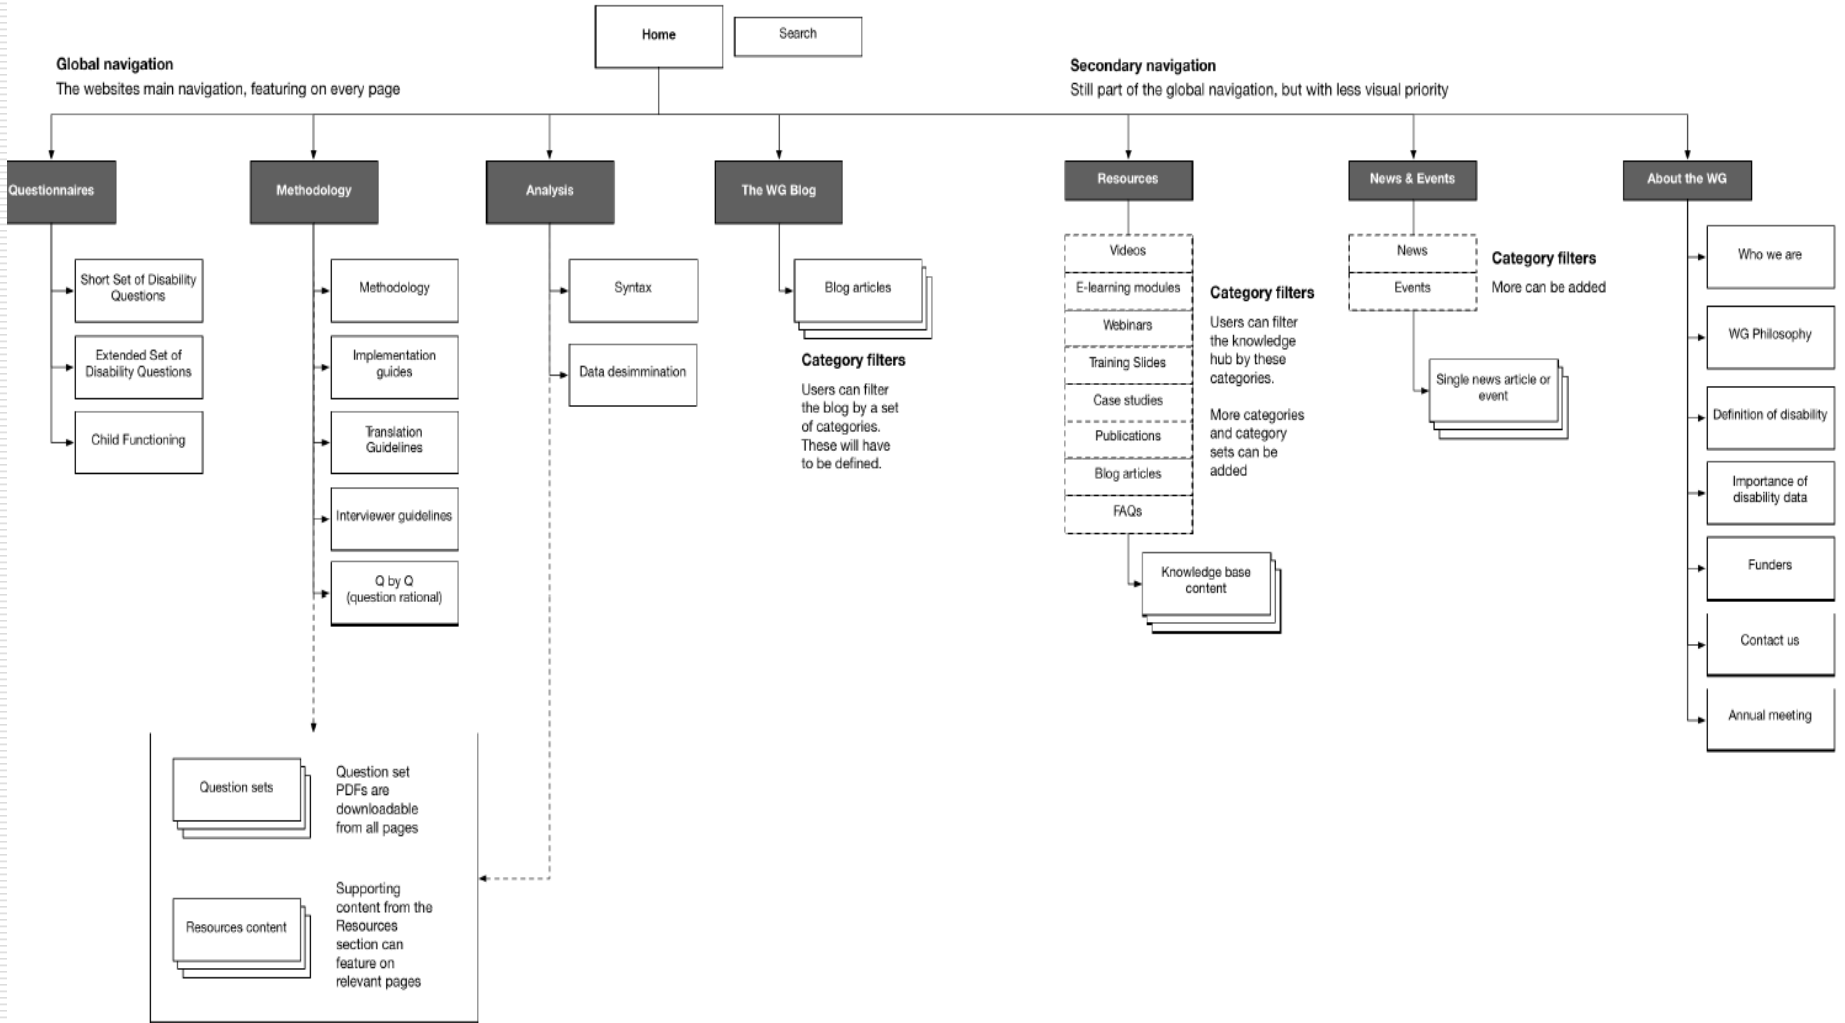 Home
Search
Global navigation
The websites main navigation, featuring on every page
Secondary navigation
Still part of the global navigation, but with less visual priority
Questionnaires
Methodology
Analysis
The WG Blog
Resources
News & Events
About the WG
Short Set of Disability
Questions
Extended Set of
Disability Questions
Child Functioning
Methodology
Implementation
guides
Translation
Guidelines
Interviewer guidelines
Q by Q
(question rational)
Syntax
Data desimmination
Blog articles
Category filters
Users can filter
the blog by a set
of categories.
These will have
to be defined.
Videos
E-learning modules
Webinars
Training Slides
Case studies
Publications
Blog articles
FAQs
Category filters
Users can filter
the knowledge
hub by these
categories.
More categories
and category
sets can be
added
Knowledge base
content
News
Events
Category filters
More can be added
Single news article or
event
Who we are
WG Philosophy
Definition of disability
Importance of
disability data
Funders
Contact us
Annual meeting
Question sets
Question set
PDFs are
downloadable
from all pages
Resources content
Supporting
content from the
Resources
section can
feature on
relevant pages